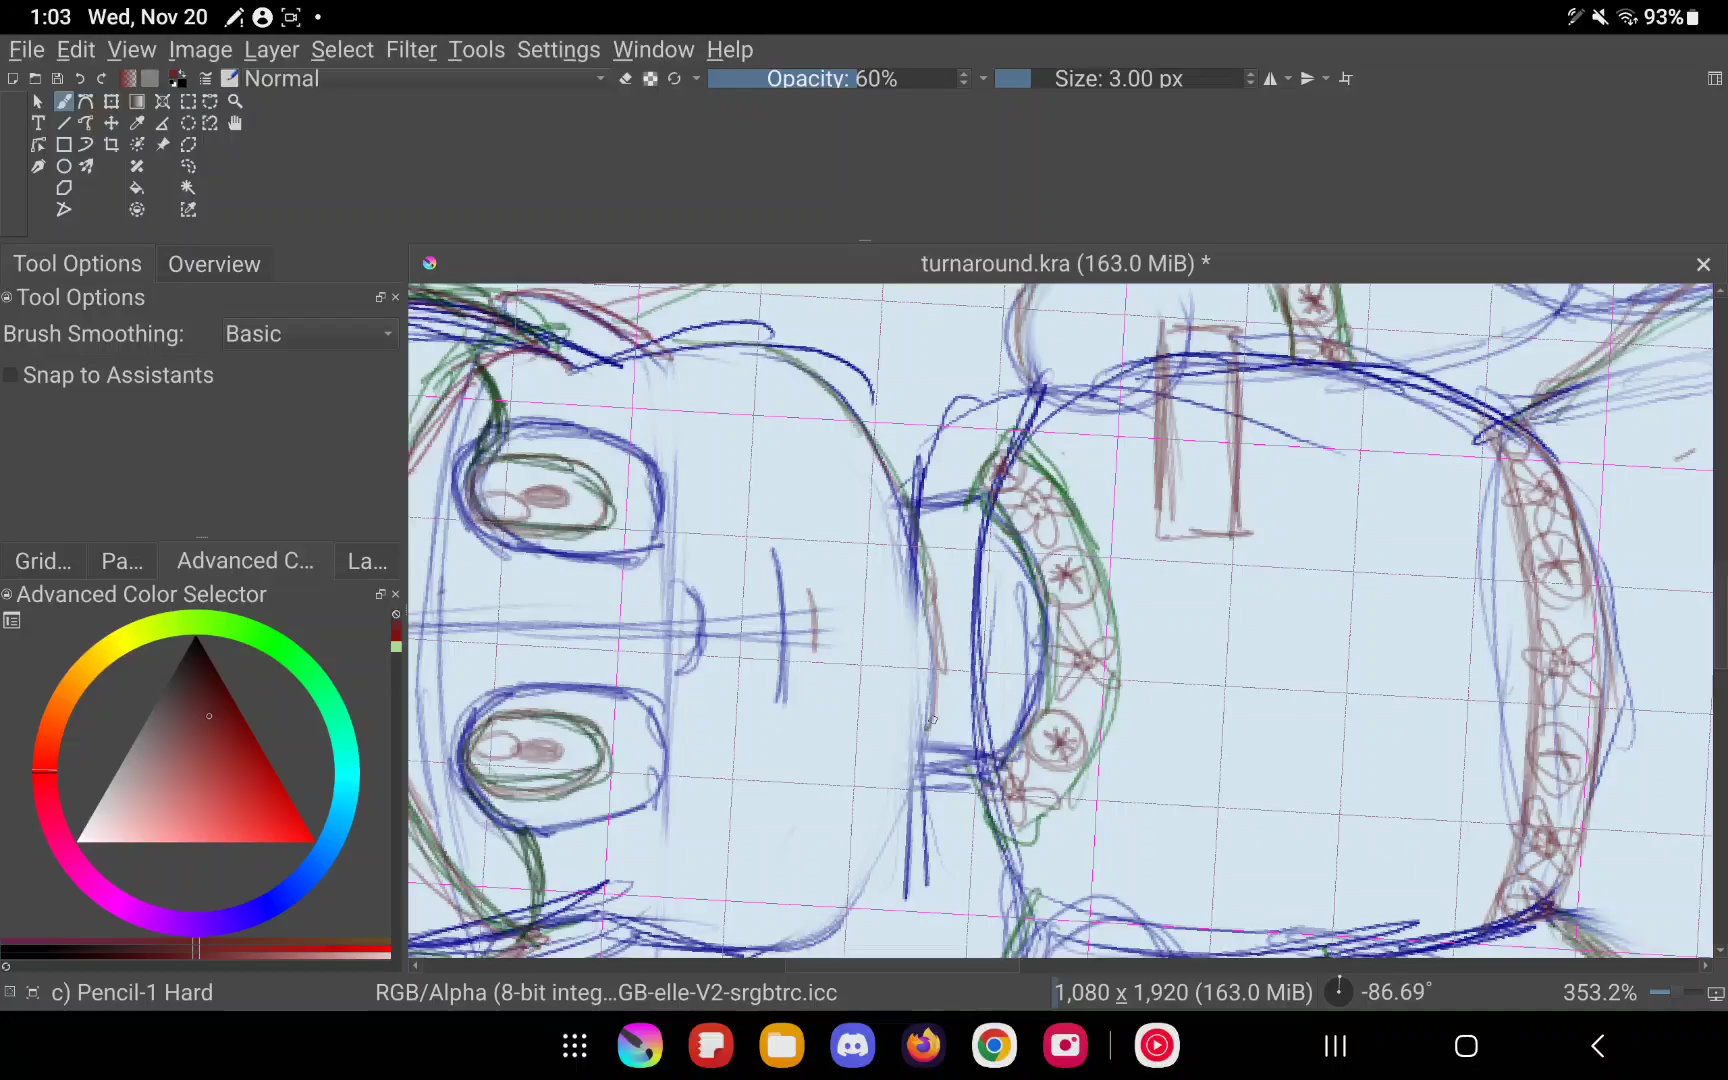 1:03 Wed, Nov 20 93%
File Edit View Image Layer Select Filter Tools Settings Window Help
Normal Opacity: 60% Size: 3.00 px
Tool Options Overview turnaround.kra (163.0 MiB) *
Tool Options
Brush Smoothing: Basic
Snap to Assistants
Grid... Pa... Advanced C... La...
Advanced Color Selector
c) Pencil-1 Hard RGB/Alpha (8-bit integ...GB-elle-V2-srgbtrc.icc 1,080 x 1,920 (163.0 MiB) -86.69° 353.2%